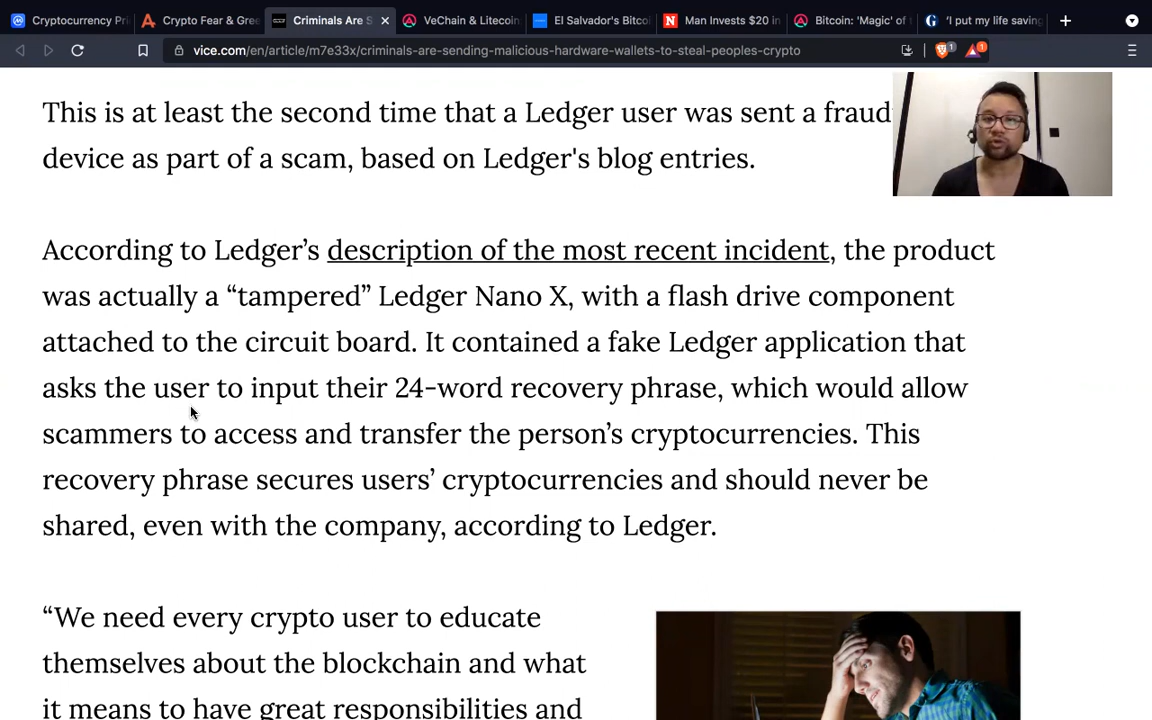 Cryptocurrency Pri
Crypto Fear & Gre
Criminals Are S
VeChain & Litecoin
El Salvador's Bitco
Man Invests $20 in
Bitcoin: 'Magic' of
'I put my life saving
vice.com/en/article/m7e33x/criminals-are-sending-malicious-hardware-wallets-to-steal-peoples-crypto
1
1
This is at least the second time that a Ledger user was sent a fraud
device as part of a scam, based on Ledger's blog entries.
According to Ledger’s description of the most recent incident, the product
was actually a “tampered” Ledger Nano X, with a flash drive component
attached to the circuit board. It contained a fake Ledger application that
asks the user to input their 24-word recovery phrase, which would allow
scammers to access and transfer the person’s cryptocurrencies. This
recovery phrase secures users’ cryptocurrencies and should never be
shared, even with the company, according to Ledger.
“We need every crypto user to educate
themselves about the blockchain and what
it means to have great responsibilities and